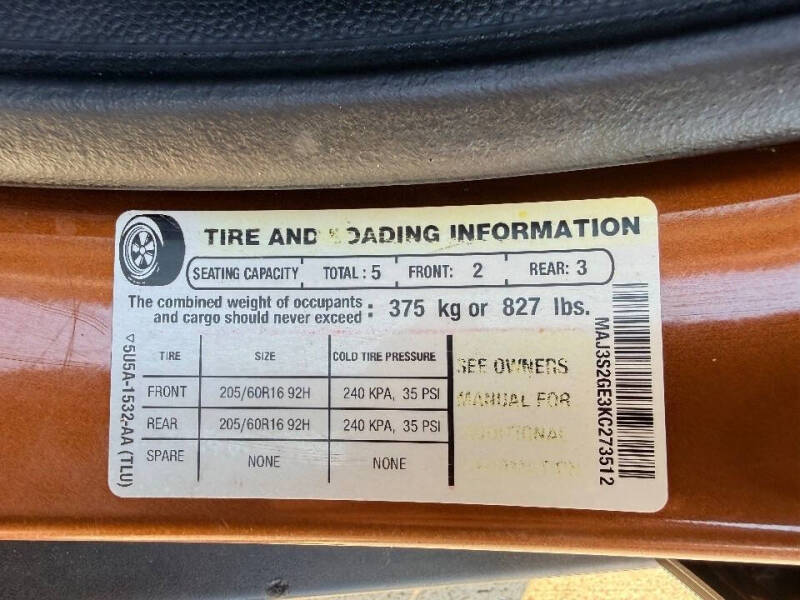 TIRE AND LOADING INFORMATION
SEATING CAPACITY TOTAL: 5 FRONT: 2 REAR: 3
The combined weight of occupants
and cargo should never exceed : 375 kg or 827 lbs.
TIRE SIZE COLD TIRE PRESSURE
FRONT 205/60R16 92H 240 KPA, 35 PSI
REAR 205/60R16 92H 240 KPA, 35 PSI
SPARE NONE NONE
SEE OWNERS
MANUAL FOR
ADDITIONAL
INFORMATION
5U5A-1532-AA (TLU)
MAJ3S2GE3KC273512